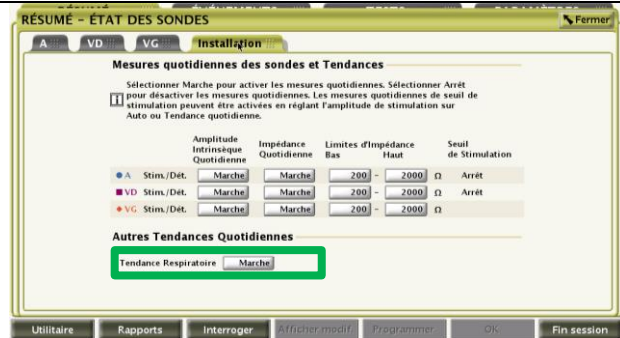 RÉSUMÉ – ÉTAT DES SONDES
Fermer
A VD VG Installation
Mesures quotidiennes des sondes et Tendances
Sélectionner Marche pour activer les mesures quotidiennes. Sélectionner Arrêt
pour désactiver les mesures quotidiennes. Les mesures quotidiennes de seuil de
stimulation peuvent être activées en réglant l'amplitude de stimulation sur
Auto ou Tendance quotidienne.
Amplitude Intrinsèque Quotidienne
Impédance Quotidienne
Limites d'Impédance
Bas Haut
Seuil de Stimulation
A Stim./Dét. Marche Marche 200 – 2000 Ω Arrêt
VD Stim./Dét. Marche Marche 200 – 2000 Ω Arrêt
VG Stim./Dét. Marche Marche 200 – 2000 Ω
Autres Tendances Quotidiennes
Tendance Respiratoire Marche
Utilitaire Rapports Interroger Afficher modif. Programmer OK Fin session